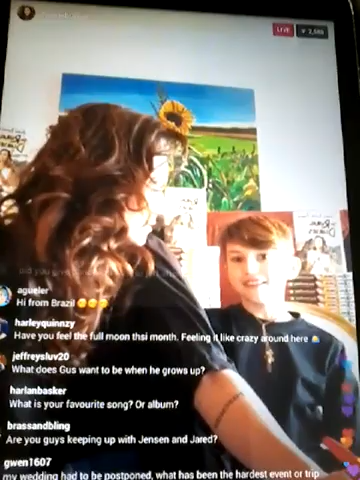 LIVE
agueler
Hi from Brazil 😊😊😊
harleyquinnzy
Have you feel the full moon thsi month. Feeling it like crazy around here
jeffreysluv20
What does Gus want to be when he grows up?
harlanbasker
What is your favourite song? Or album?
brassandbling
Are you guys keeping up with Jensen and Jared?
gwen1607
my wedding had to be postponed, what has been the hardest event or trip